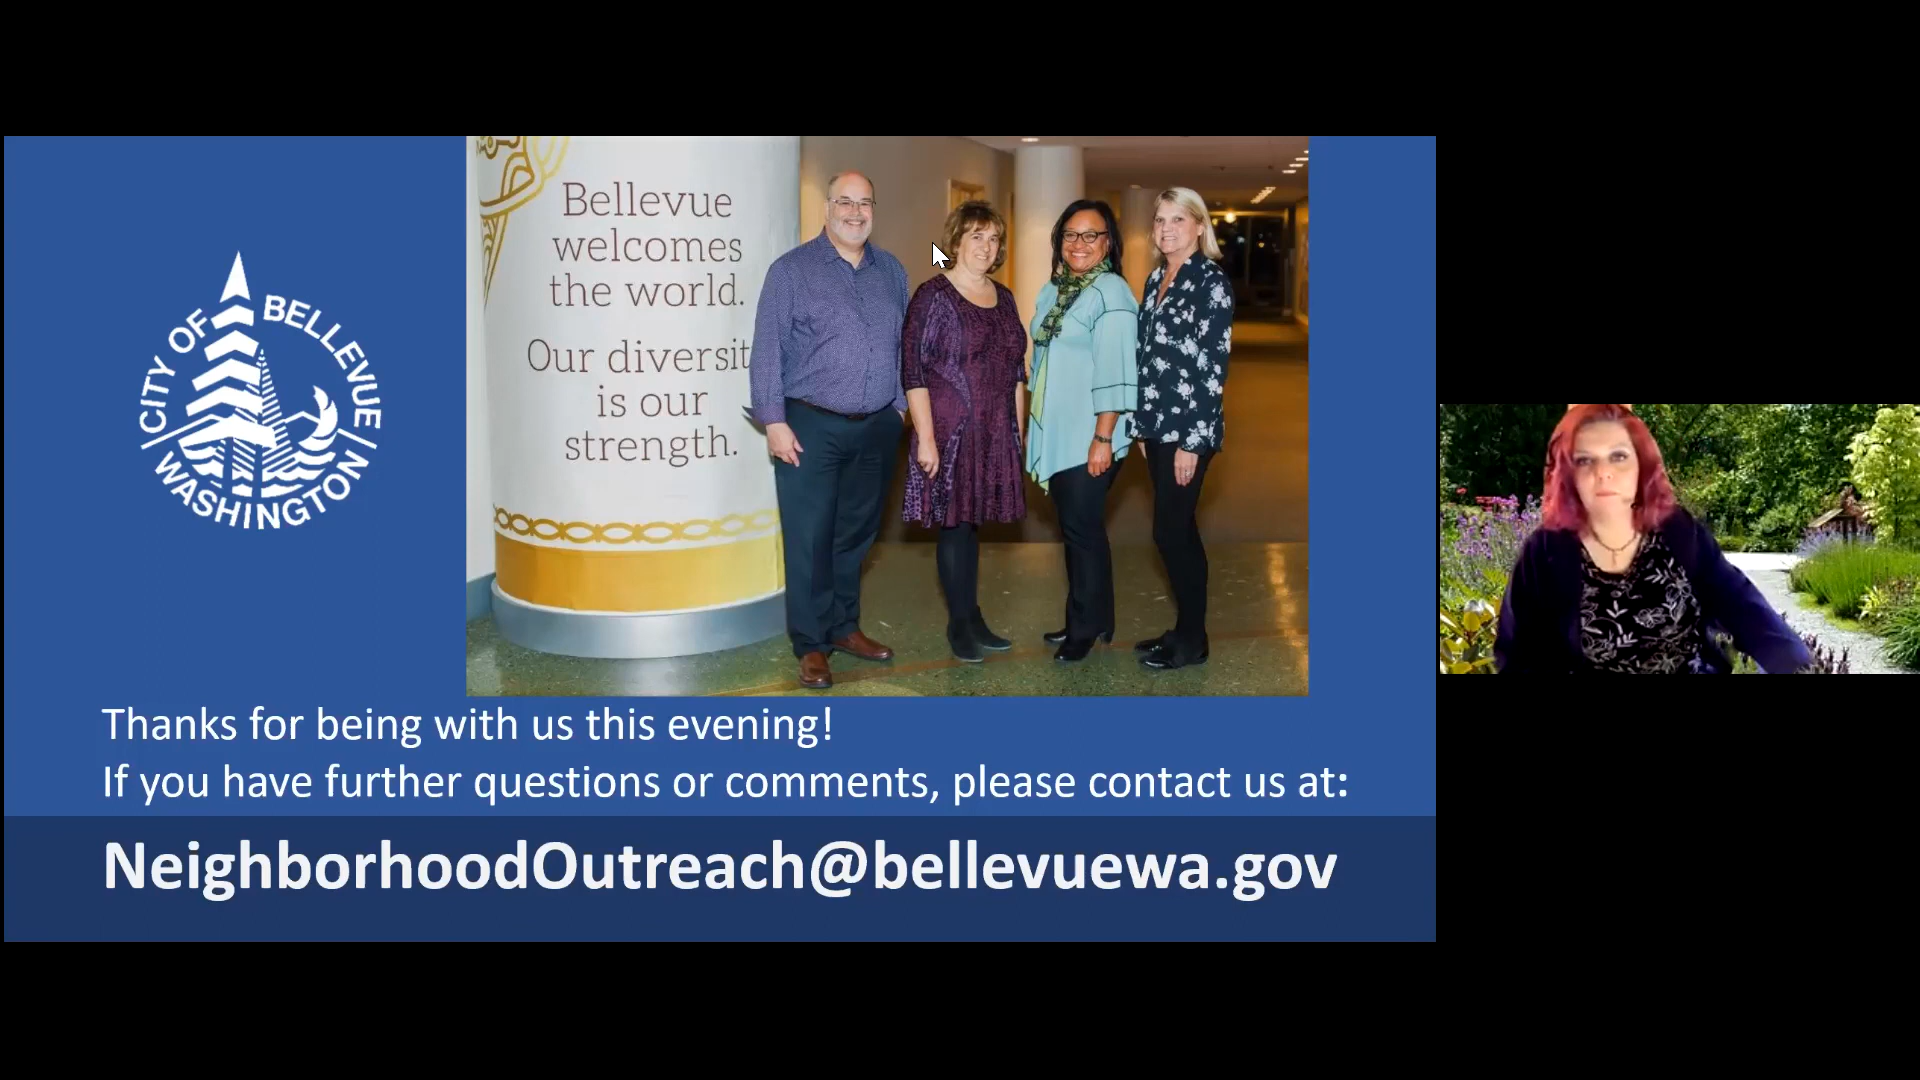 CITY OF BELLEVUE
WASHINGTON
Bellevue
welcomes
the world.
Our diversit
is our
strength.
Thanks for being with us this evening!
If you have further questions or comments, please contact us at:
NeighborhoodOutreach@bellevuewa.gov